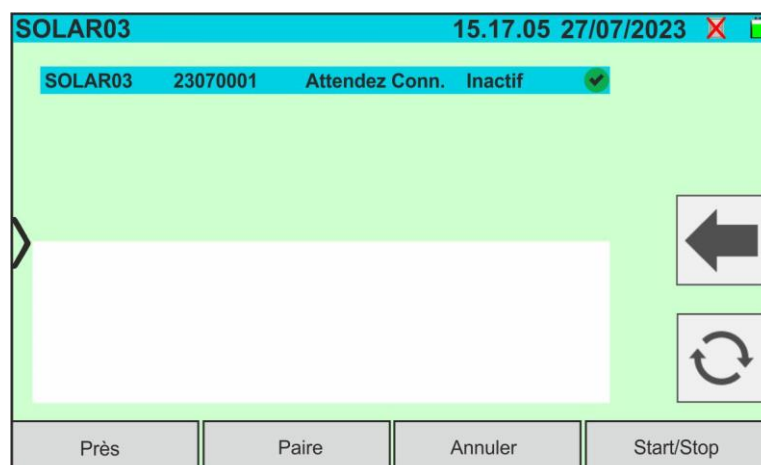 SOLAR03 15.17.05 27/07/2023
SOLAR03 23070001 Attendez Conn. Inactif
Près Paire Annuler Start/Stop